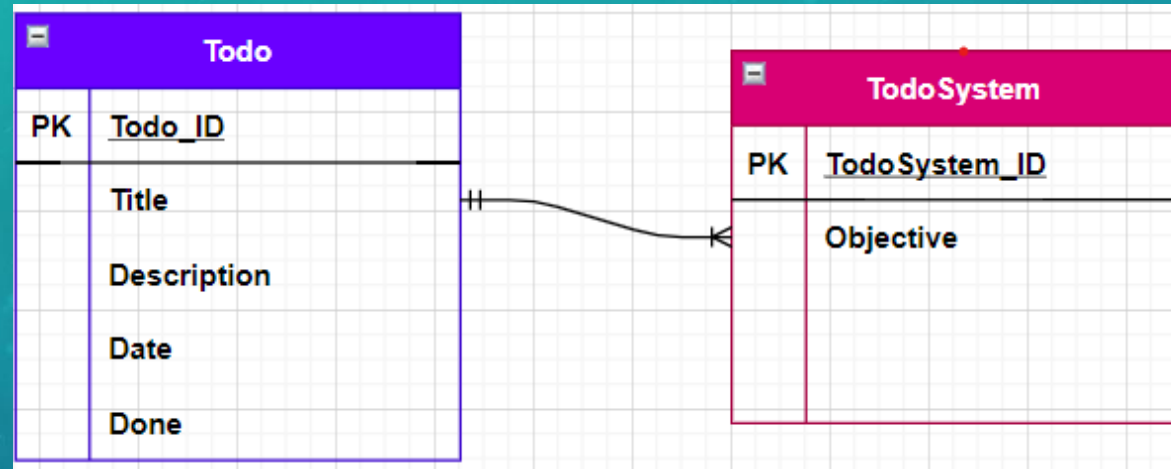 Todo
PK Todo_ID
Title
Description
Date
Done
TodoSystem
PK TodoSystem_ID
Objective